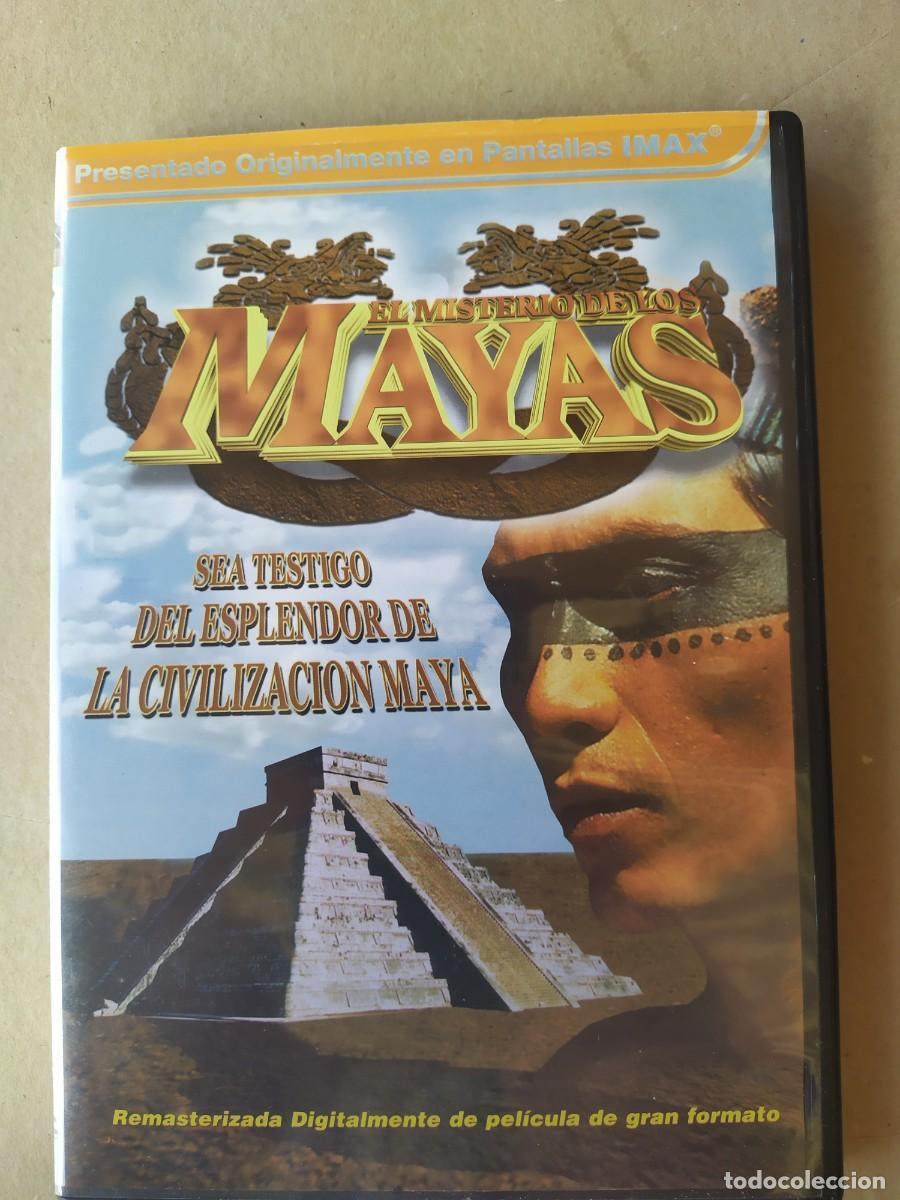 Presentado Originalmente en Pantallas IMAX®
EL MISTERIO DE LOS
MAYAS
SEA TESTIGO
DEL ESPLENDOR DE
LA CIVILIZACION MAYA
Remasterizada Digitalmente de película de gran formato
todocoleccion